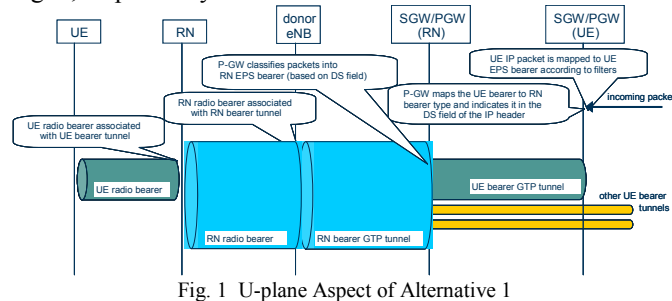 UE
RN
donor
eNB
SGW/PGW
(RN)
SGW/PGW
(UE)
P-GW classifies packets into
RN EPS bearer (based on DS field)
UE IP packet is mapped to UE
EPS bearer according to filters
RN radio bearer associated
with RN bearer tunnel
P-GW maps the UE bearer to RN
bearer type and indicates it in the
DS field of the IP header
incoming packe
UE radio bearer associated
with UE bearer tunnel
UE radio bearer
UE bearer GTP tunnel
other UE bearer
tunnels
RN radio bearer
RN bearer GTP tunnel
Fig. 1 U-plane Aspect of Alternative 1